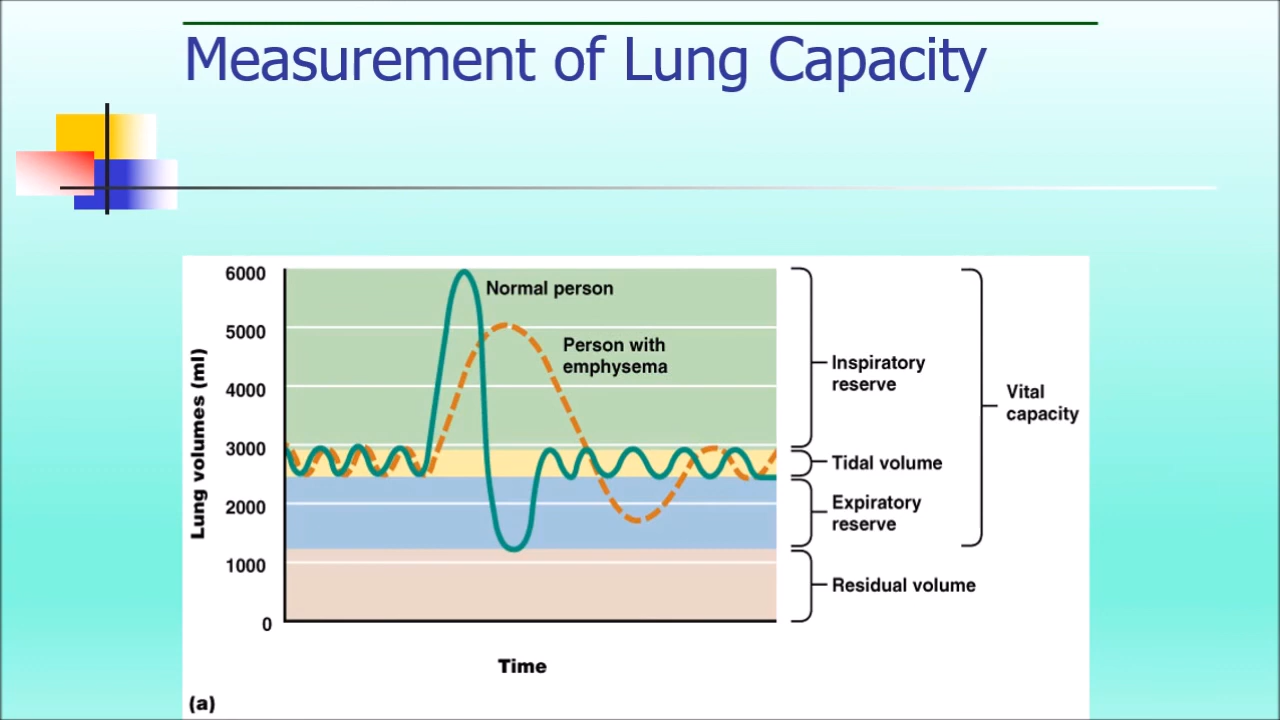 Measurement of Lung Capacity
6000
5000
4000
3000
2000
1000
0
Lung volumes (ml)
Normal person
Person with
emphysema
Inspiratory
reserve
Tidal volume
Expiratory
reserve
Residual volume
Vital
capacity
Time
(a)